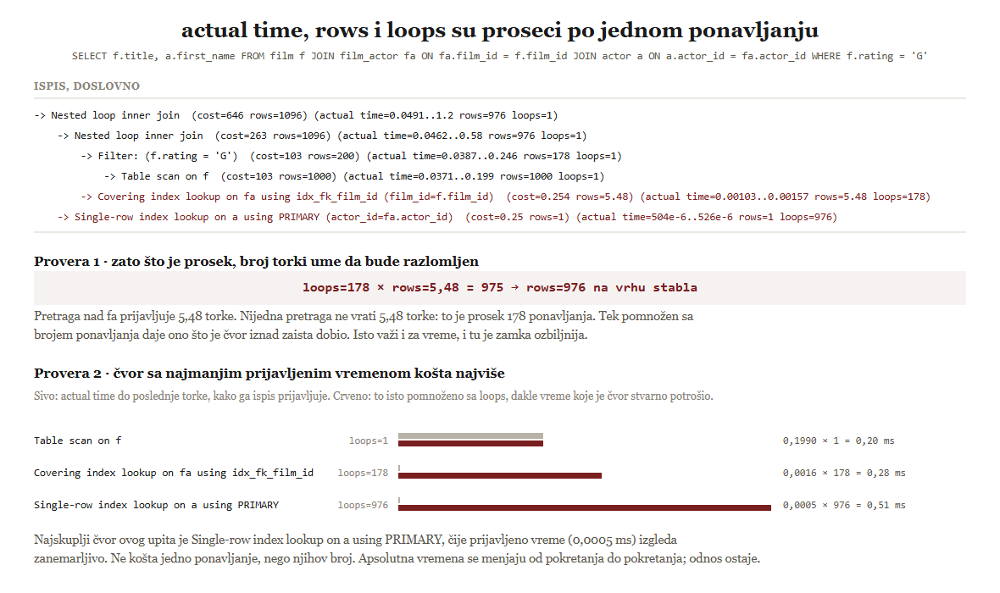 actual time, rows i loops su proseci po jednom ponavljanju
SELECT f.title, a.first_name FROM film f JOIN film_actor fa ON fa.film_id = f.film_id JOIN actor a ON a.actor_id = fa.actor_id WHERE f.rating = 'G'
ISPIS, DOSLOVNO
-> Nested loop inner join  (cost=646 rows=1096) (actual time=0.0491..1.2 rows=976 loops=1)
-> Nested loop inner join  (cost=263 rows=1096) (actual time=0.0462..0.58 rows=976 loops=1)
-> Filter: (f.rating = 'G')  (cost=103 rows=200) (actual time=0.0387..0.246 rows=178 loops=1)
-> Table scan on f  (cost=103 rows=1000) (actual time=0.0371..0.199 rows=1000 loops=1)
-> Covering index lookup on fa using idx_fk_film_id (film_id=f.film_id)  (cost=0.254 rows=5.48) (actual time=0.00103..0.00157 rows=5.48 loops=178)
-> Single-row index lookup on a using PRIMARY (actor_id=fa.actor_id)  (cost=0.25 rows=1) (actual time=504e-6..526e-6 rows=1 loops=976)
Provera 1 · zato što je prosek, broj torki ume da bude razlomljen
loops=178 × rows=5,48 = 975 → rows=976 na vrhu stabla
Pretraga nad fa prijavljuje 5,48 torke. Nijedna pretraga ne vrati 5,48 torke: to je prosek 178 ponavljanja. Tek pomnožen sa
brojem ponavljanja daje ono što je čvor iznad zaista dobio. Isto važi i za vreme, i tu je zamka ozbiljnija.
Provera 2 · čvor sa najmanjim prijavljenim vremenom košta najviše
Sivo: actual time do poslednje torke, kako ga ispis prijavljuje. Crveno: to isto pomnoženo sa loops, dakle vreme koje je čvor stvarno potrošio.
Table scan on f loops=1 0,1990 × 1 = 0,20 ms
Covering index lookup on fa using idx_fk_film_id loops=178 0,0016 × 178 = 0,28 ms
Single-row index lookup on a using PRIMARY loops=976 0,0005 × 976 = 0,51 ms
Najskuplji čvor ovog upita je Single-row index lookup on a using PRIMARY, čije prijavljeno vreme (0,0005 ms) izgleda
zanemarljivo. Ne košta jedno ponavljanje, nego njihov broj. Apsolutna vremena se menjaju od pokretanja do pokretanja; odnos ostaje.